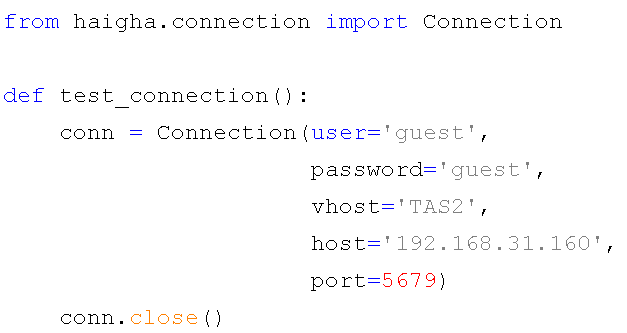 from haigha.connection import Connection

def test_connection():
    conn = Connection(user='guest',
                      password='guest',
                      vhost='TAS2',
                      host='192.168.31.160',
                      port=5679)
    conn.close()